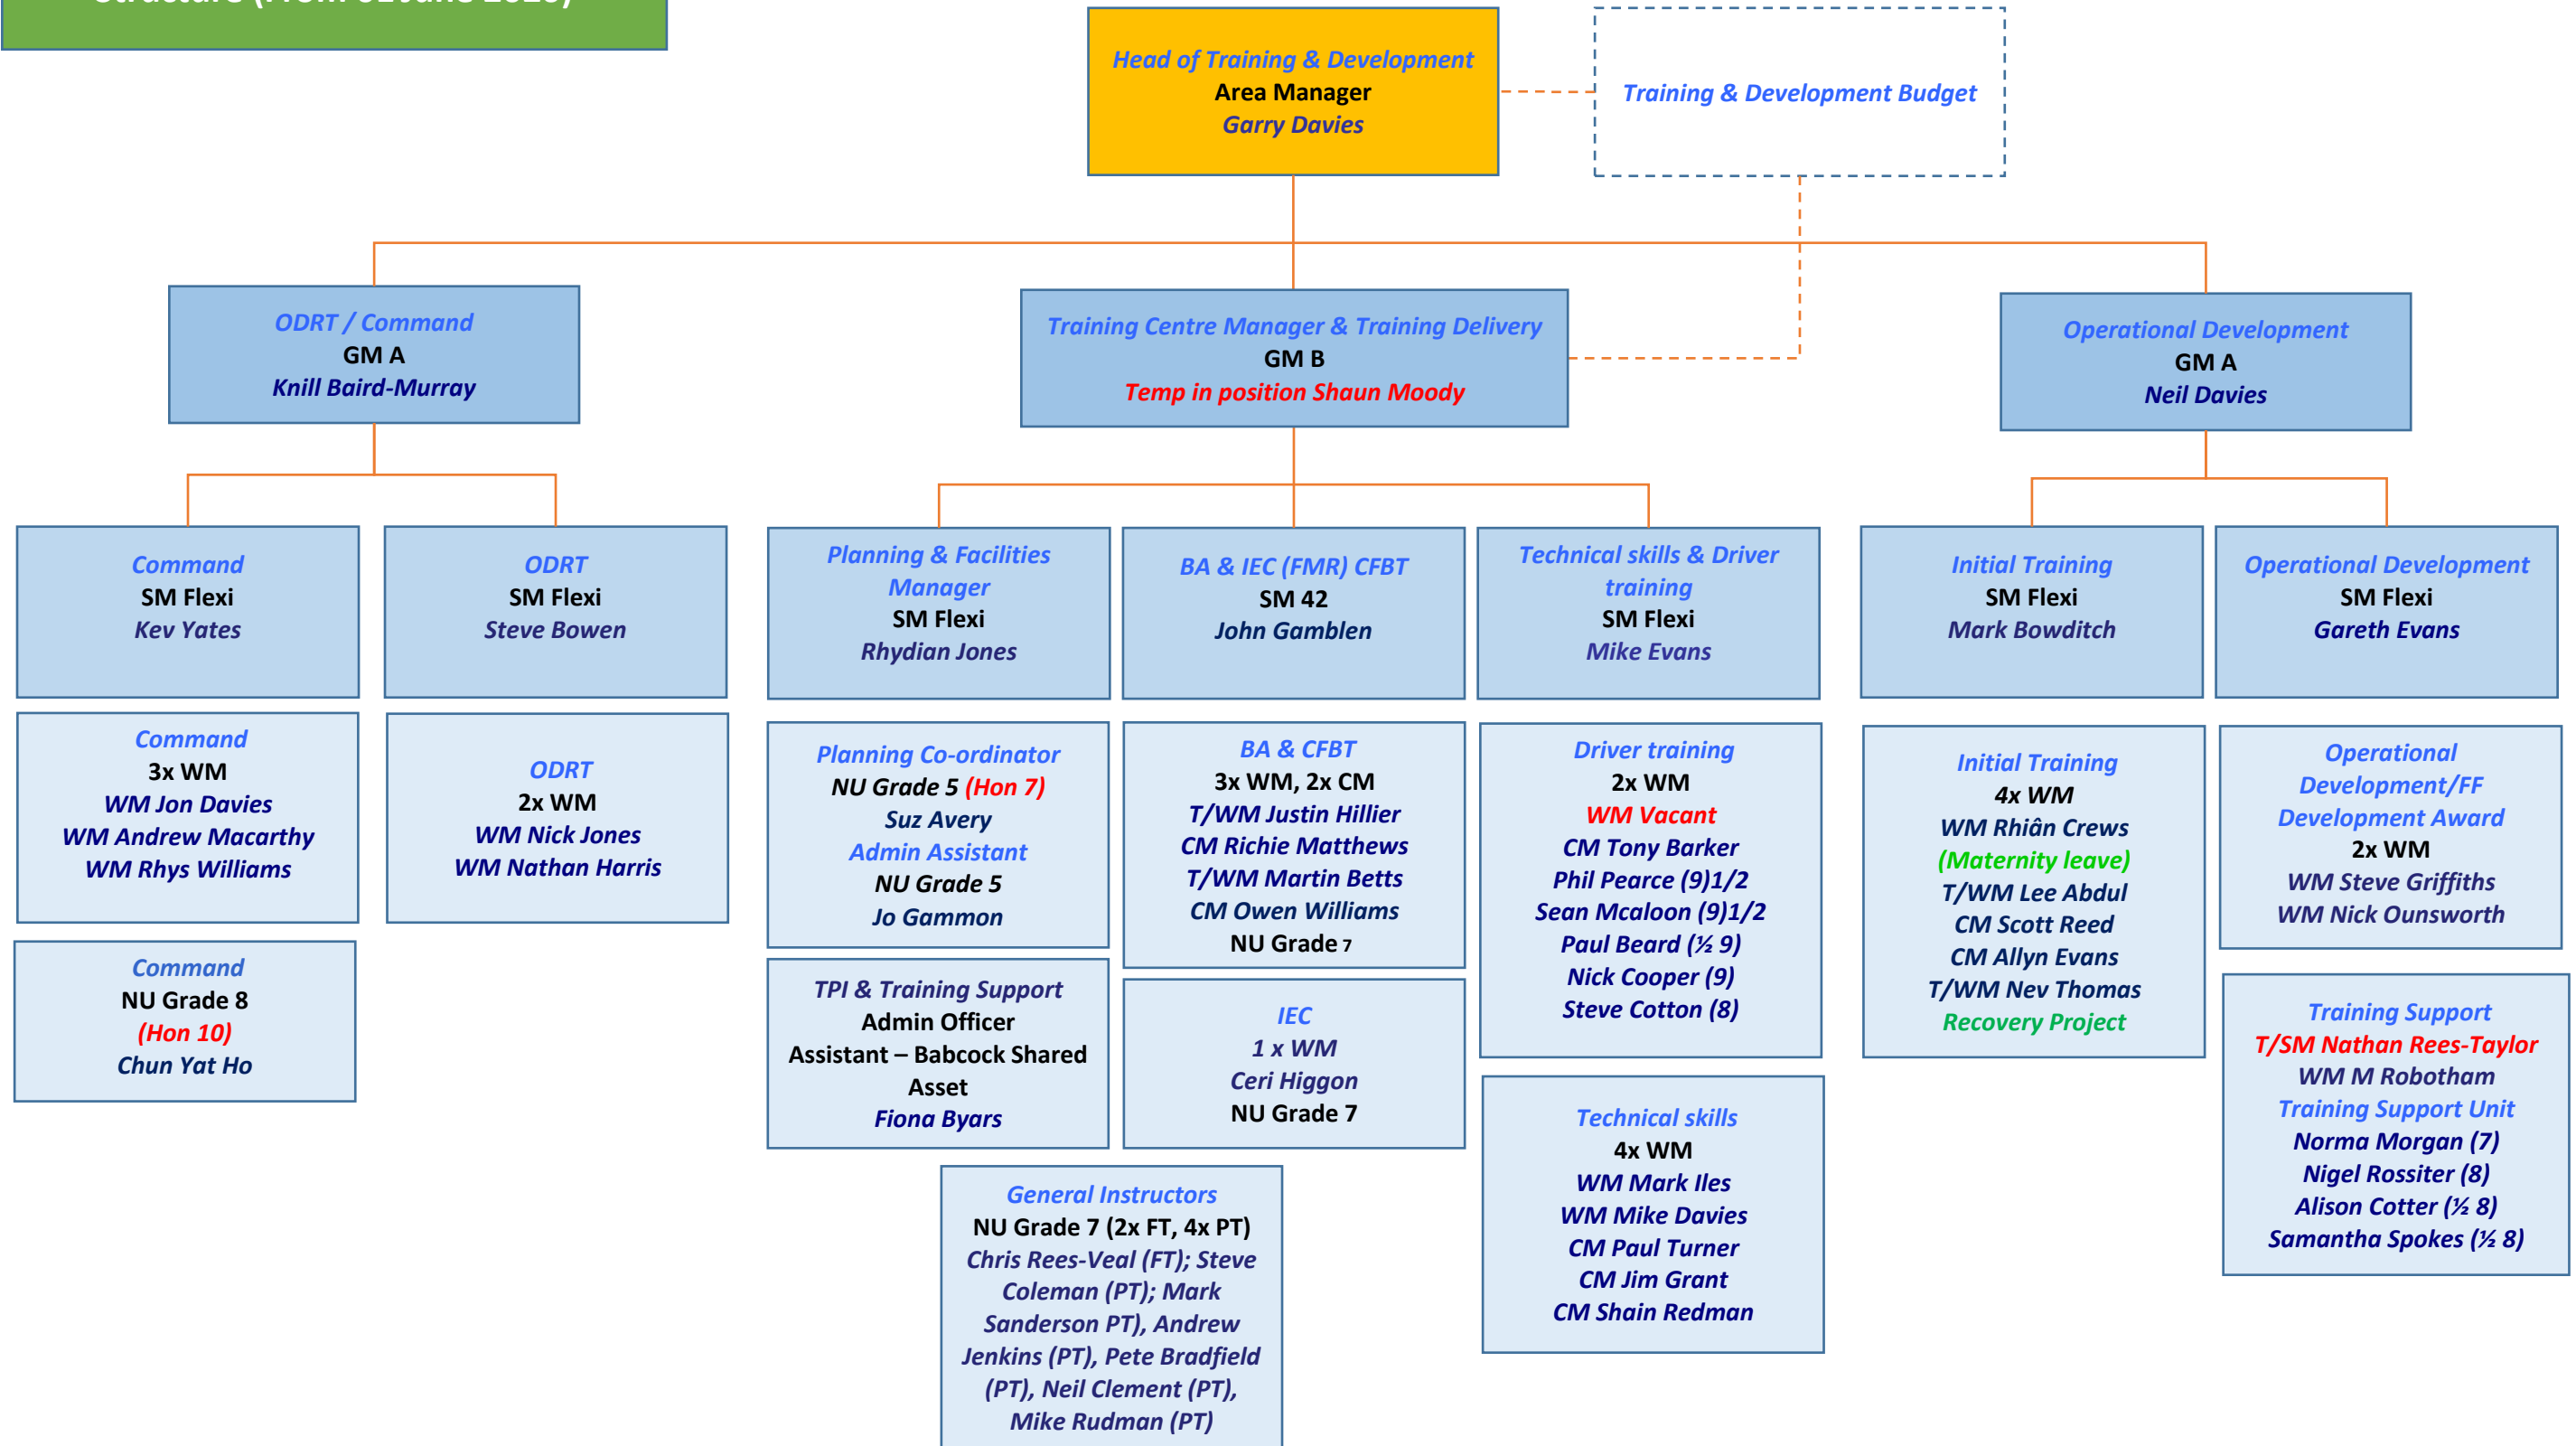 Head of Training & Development
Area Manager
Garry Davies
Training & Development Budget
ODRT / Command
GM A
Knill Baird-Murray
Training Centre Manager & Training Delivery
GM B
Temp in position Shaun Moody
Operational Development
GM A
Neil Davies
Command
SM Flexi
Kev Yates
ODRT
SM Flexi
Steve Bowen
Planning & Facilities
Manager
SM Flexi
Rhydian Jones
BA & IEC (FMR) CFBT
SM 42
John Gamblen
Technical skills & Driver
training
SM Flexi
Mike Evans
Initial Training
SM Flexi
Mark Bowditch
Operational Development
SM Flexi
Gareth Evans
Command
3x WM
WM Jon Davies
WM Andrew Macarthy
WM Rhys Williams
ODRT
2x WM
WM Nick Jones
WM Nathan Harris
Planning Co-ordinator
NU Grade 5 (Hon 7)
Suz Avery
Admin Assistant
NU Grade 5
Jo Gammon
BA & CFBT
3x WM, 2x CM
T/WM Justin Hillier
CM Richie Matthews
T/WM Martin Betts
CM Owen Williams
NU Grade 7
Driver training
2x WM
WM Vacant
CM Tony Barker
Phil Pearce (9)1/2
Sean Mcaloon (9)1/2
Paul Beard (½ 9)
Nick Cooper (9)
Steve Cotton (8)
Initial Training
4x WM
WM Rhiân Crews
(Maternity leave)
T/WM Lee Abdul
CM Scott Reed
CM Allyn Evans
T/WM Nev Thomas
Recovery Project
Operational
Development/FF
Development Award
2x WM
WM Steve Griffiths
WM Nick Ounsworth
Command
NU Grade 8
(Hon 10)
Chun Yat Ho
TPI & Training Support
Admin Officer
Assistant – Babcock Shared
Asset
Fiona Byars
IEC
1 x WM
Ceri Higgon
NU Grade 7
Technical skills
4x WM
WM Mark Iles
WM Mike Davies
CM Paul Turner
CM Jim Grant
CM Shain Redman
Training Support
T/SM Nathan Rees-Taylor
WM M Robotham
Training Support Unit
Norma Morgan (7)
Nigel Rossiter (8)
Alison Cotter (½ 8)
Samantha Spokes (½ 8)
General Instructors
NU Grade 7 (2x FT, 4x PT)
Chris Rees-Veal (FT); Steve
Coleman (PT); Mark
Sanderson PT), Andrew
Jenkins (PT), Pete Bradfield
(PT), Neil Clement (PT),
Mike Rudman (PT)